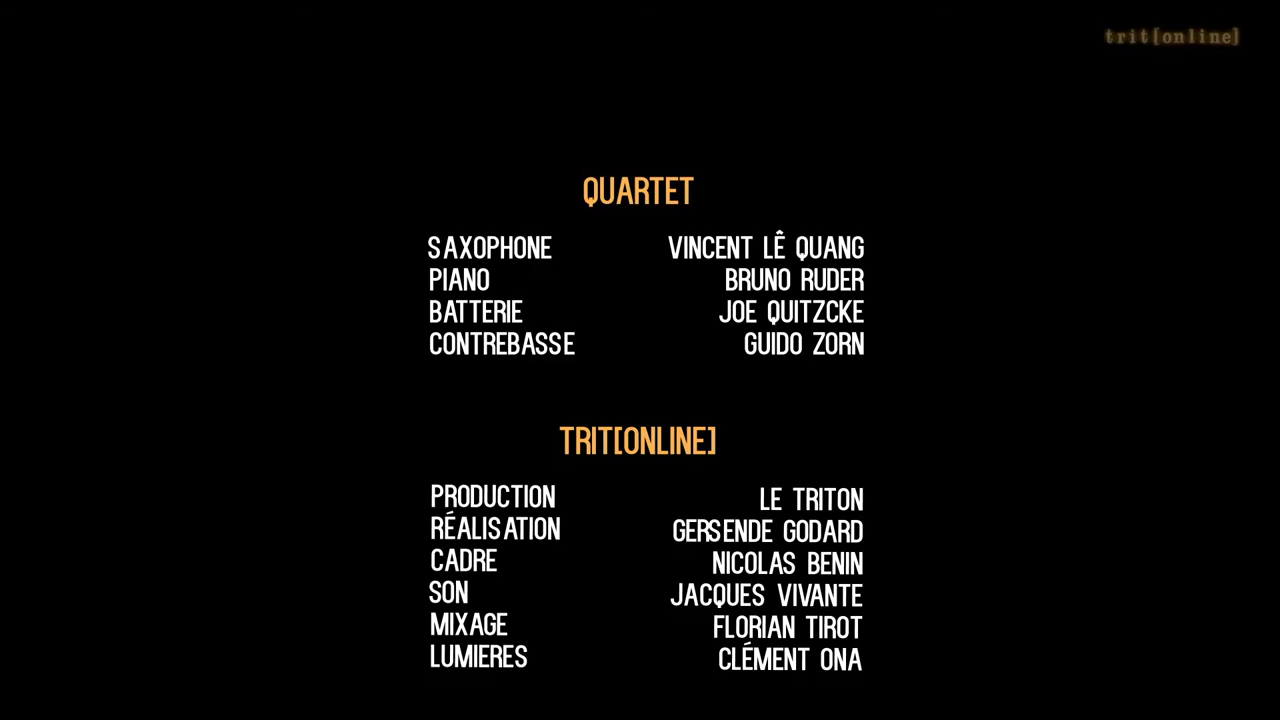 trit[online]
QUARTET
SAXOPHONE VINCENT LÊ QUANG
PIANO BRUNO RUDER
BATTERIE JOE QUITZCKE
CONTREBASSE GUIDO ZORN
TRIT[ONLINE]
PRODUCTION LE TRITON
RÉALISATION GERSENDE GODARD
CADRE NICOLAS BENIN
SON JACQUES VIVANTE
MIXAGE FLORIAN TIROT
LUMIERES CLÉMENT ONA